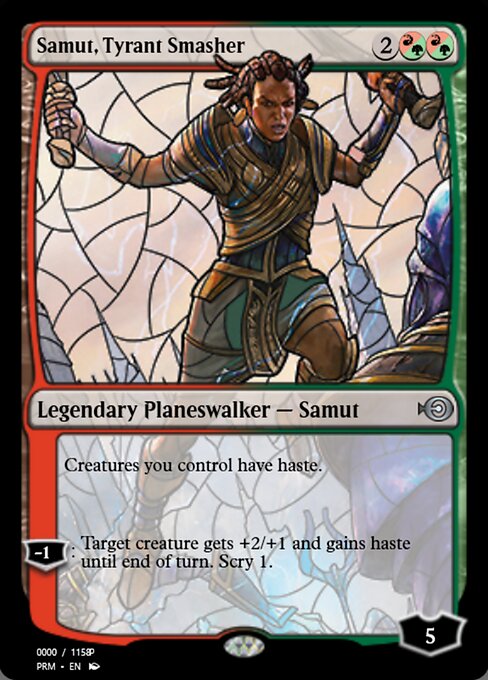 Samut, Tyrant Smasher 2
Legendary Planeswalker — Samut
Creatures you control have haste.
-1 : Target creature gets +2/+1 and gains haste
until end of turn. Scry 1.
5
0000 / 1158P
PRM • EN